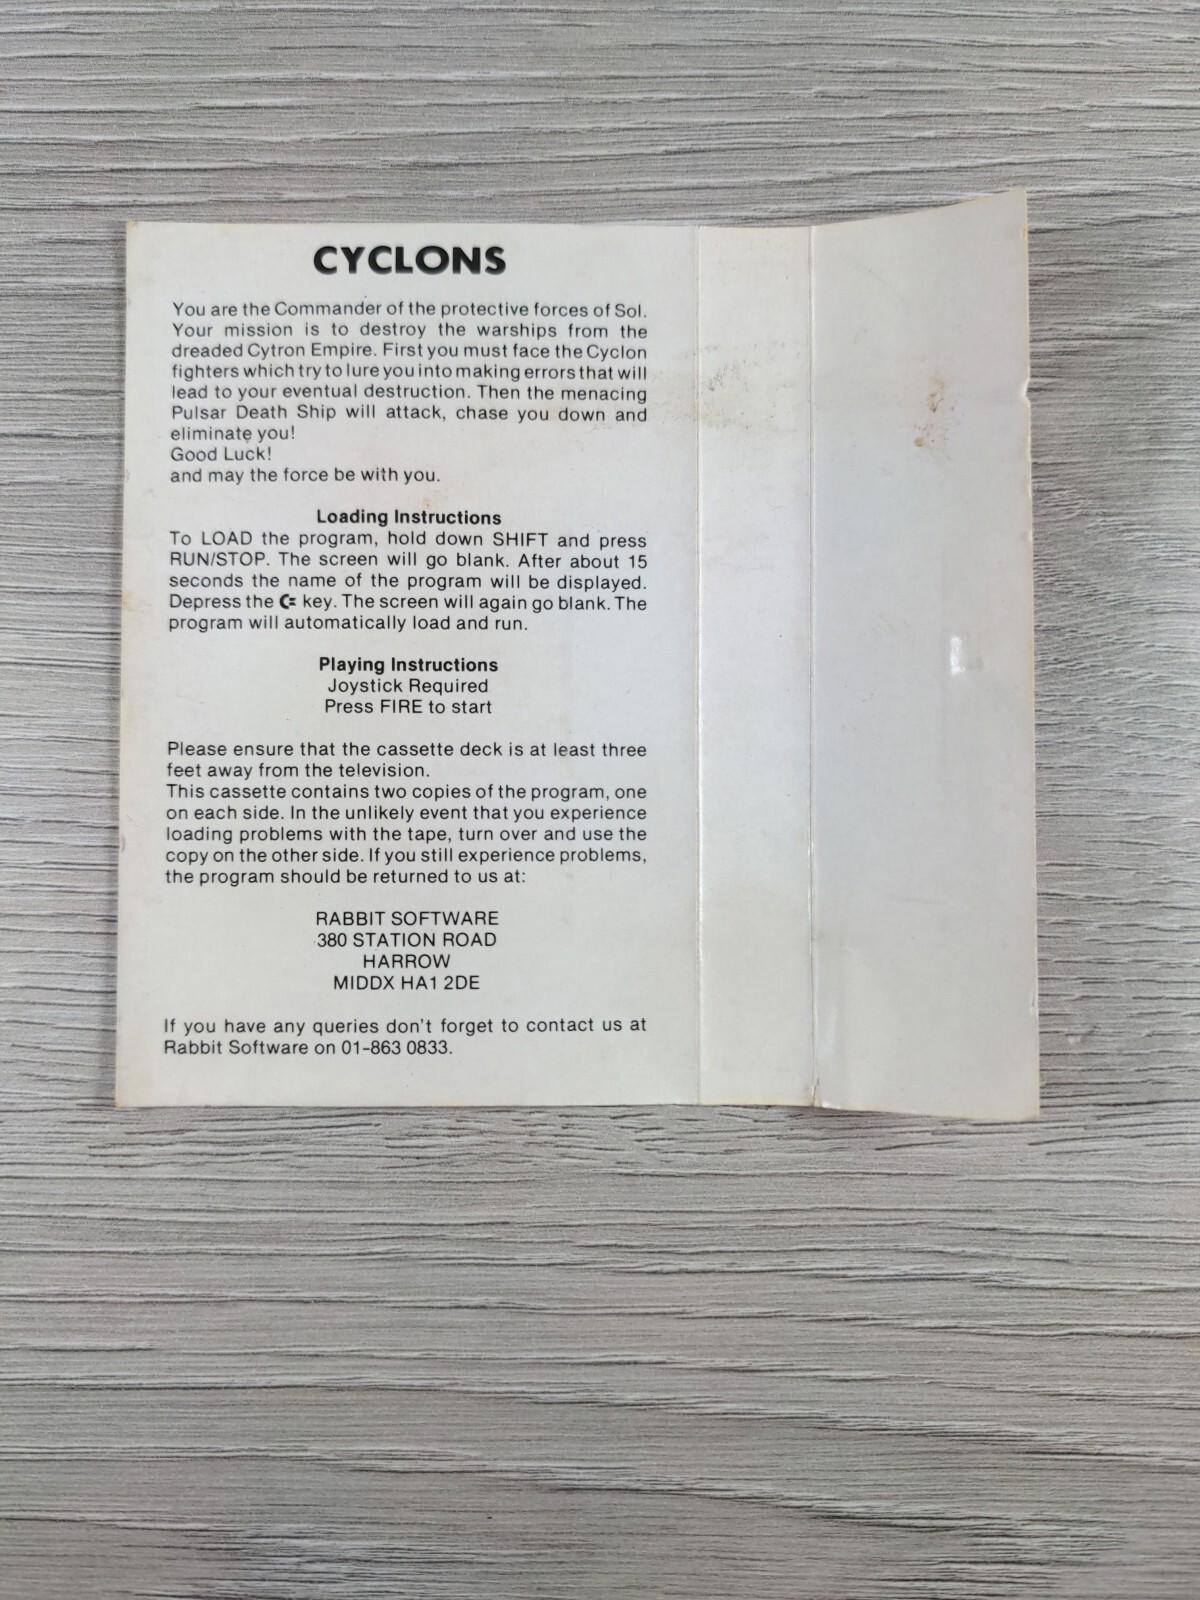 CYCLONS
You are the Commander of the protective forces of Sol.
Your mission is to destroy the warships from the
dreaded Cytron Empire. First you must face the Cyclon
fighters which try to lure you into making errors that will
lead to your eventual destruction. Then the menacing
Pulsar Death Ship will attack, chase you down and
eliminate you!
Good Luck!
and may the force be with you.
Loading Instructions
To LOAD the program, hold down SHIFT and press
RUN/STOP. The screen will go blank. After about 15
seconds the name of the program will be displayed.
Depress the C= key. The screen will again go blank. The
program will automatically load and run.
Playing Instructions
Joystick Required
Press FIRE to start
Please ensure that the cassette deck is at least three
feet away from the television.
This cassette contains two copies of the program, one
on each side. In the unlikely event that you experience
loading problems with the tape, turn over and use the
copy on the other side. If you still experience problems,
the program should be returned to us at:
RABBIT SOFTWARE
380 STATION ROAD
HARROW
MIDDX HA1 2DE
If you have any queries don't forget to contact us at
Rabbit Software on 01-863 0833.